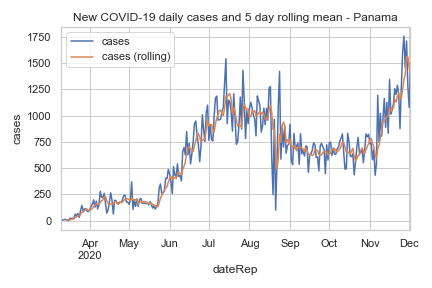 New COVID-19 daily cases and 5 day rolling mean - Panama
cases
cases (rolling)
1750
1500
1250
1000
750
500
250
0
cases
Apr
2020
May
Jun
Jul
Aug
Sep
Oct
Nov
Dec
dateRep